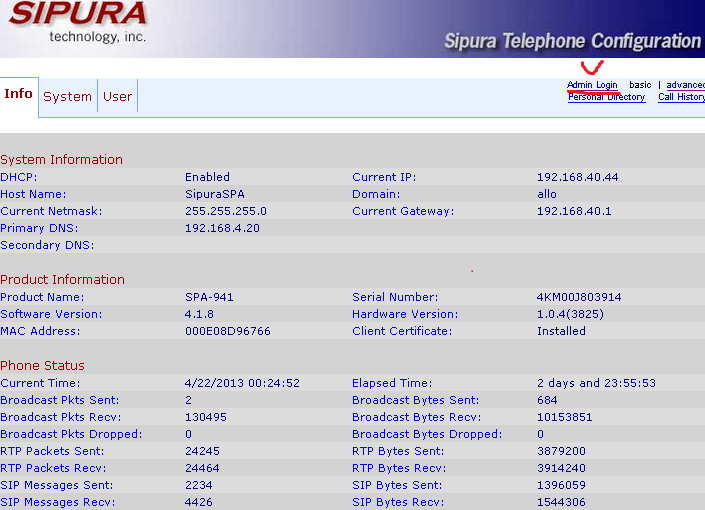 SIPURA
technology, inc.
Sipura Telephone Configuration
Info System User
Admin Login basic | advanced
Personal Directory Call History
System Information
DHCP: Enabled Current IP: 192.168.40.44
Host Name: SipuraSPA Domain: allo
Current Netmask: 255.255.255.0 Current Gateway: 192.168.40.1
Primary DNS: 192.168.4.20
Secondary DNS:
Product Information
Product Name: SPA-941 Serial Number: 4KM00J803914
Software Version: 4.1.8 Hardware Version: 1.0.4(3825)
MAC Address: 000E08D96766 Client Certificate: Installed
Phone Status
Current Time: 4/22/2013 00:24:52 Elapsed Time: 2 days and 23:55:53
Broadcast Pkts Sent: 2 Broadcast Bytes Sent: 684
Broadcast Pkts Recv: 130495 Broadcast Bytes Recv: 10153851
Broadcast Pkts Dropped: 0 Broadcast Bytes Dropped: 0
RTP Packets Sent: 24245 RTP Bytes Sent: 3879200
RTP Packets Recv: 24464 RTP Bytes Recv: 3914240
SIP Messages Sent: 2234 SIP Bytes Sent: 1396059
SIP Messages Recv: 4426 SIP Bytes Recv: 1544306